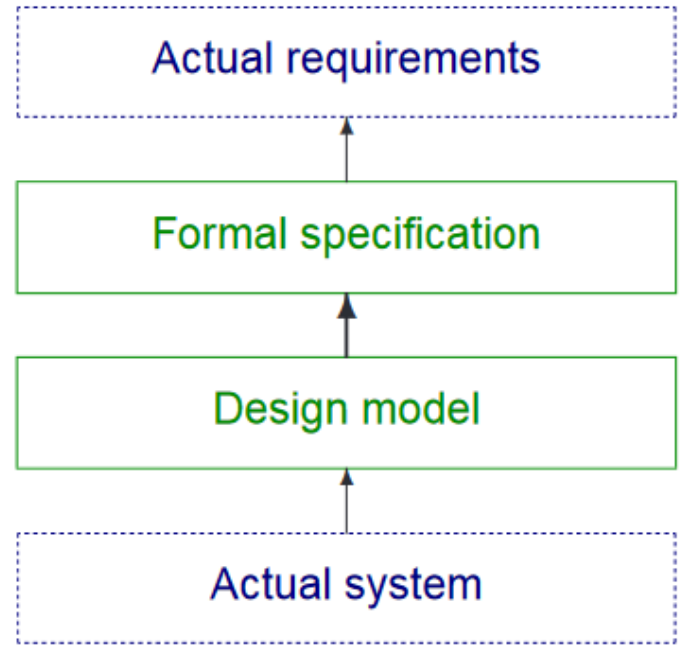 Actual requirements
Formal specification
Design model
Actual system